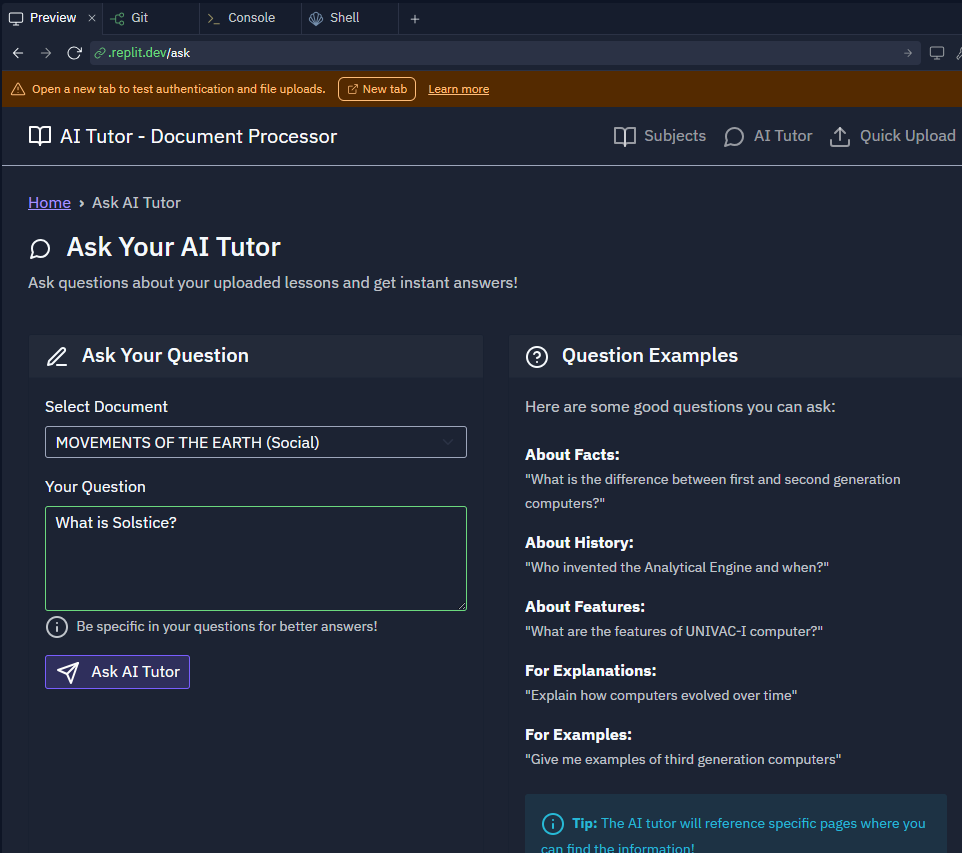 Preview
Git
Console
Shell
.replit.dev/ask
Open a new tab to test authentication and file uploads.
New tab
Learn more
AI Tutor - Document Processor
Subjects
AI Tutor
Quick Upload
Home › Ask AI Tutor
Ask Your AI Tutor
Ask questions about your uploaded lessons and get instant answers!
Ask Your Question
Select Document
MOVEMENTS OF THE EARTH (Social)
Your Question
What is Solstice?
Be specific in your questions for better answers!
Ask AI Tutor
Question Examples
Here are some good questions you can ask:
About Facts:
"What is the difference between first and second generation
computers?"
About History:
"Who invented the Analytical Engine and when?"
About Features:
"What are the features of UNIVAC-I computer?"
For Explanations:
"Explain how computers evolved over time"
For Examples:
"Give me examples of third generation computers"
Tip: The AI tutor will reference specific pages where you
can find the information!